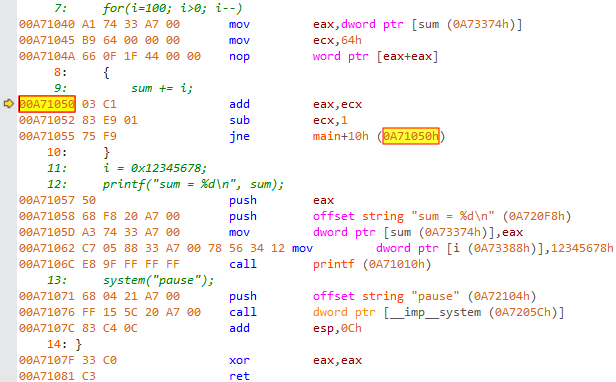 7: for(i=100; i>0; i--)
00A71040 A1 74 33 A7 00 mov eax,dword ptr [sum (0A73374h)]
00A71045 B9 64 00 00 00 mov ecx,64h
00A7104A 66 0F 1F 44 00 00 nop word ptr [eax+eax]
8: {
9: sum += i;
00A71050 03 C1 add eax,ecx
00A71052 83 E9 01 sub ecx,1
00A71055 75 F9 jne main+10h (0A71050h)
10: }
11: i = 0x12345678;
12: printf("sum = %d\n", sum);
00A71057 50 push eax
00A71058 68 F8 20 A7 00 push offset string "sum = %d\n" (0A720F8h)
00A7105D A3 74 33 A7 00 mov dword ptr [sum (0A73374h)],eax
00A71062 C7 05 88 33 A7 00 78 56 34 12 mov dword ptr [i (0A73388h)],12345678h
00A7106C E8 9F FF FF FF call printf (0A71010h)
13: system("pause");
00A71071 68 04 21 A7 00 push offset string "pause" (0A72104h)
00A71076 FF 15 5C 20 A7 00 call dword ptr [__imp__system (0A7205Ch)]
00A7107C 83 C4 0C add esp,0Ch
14: }
00A7107F 33 C0 xor eax,eax
00A71081 C3 ret